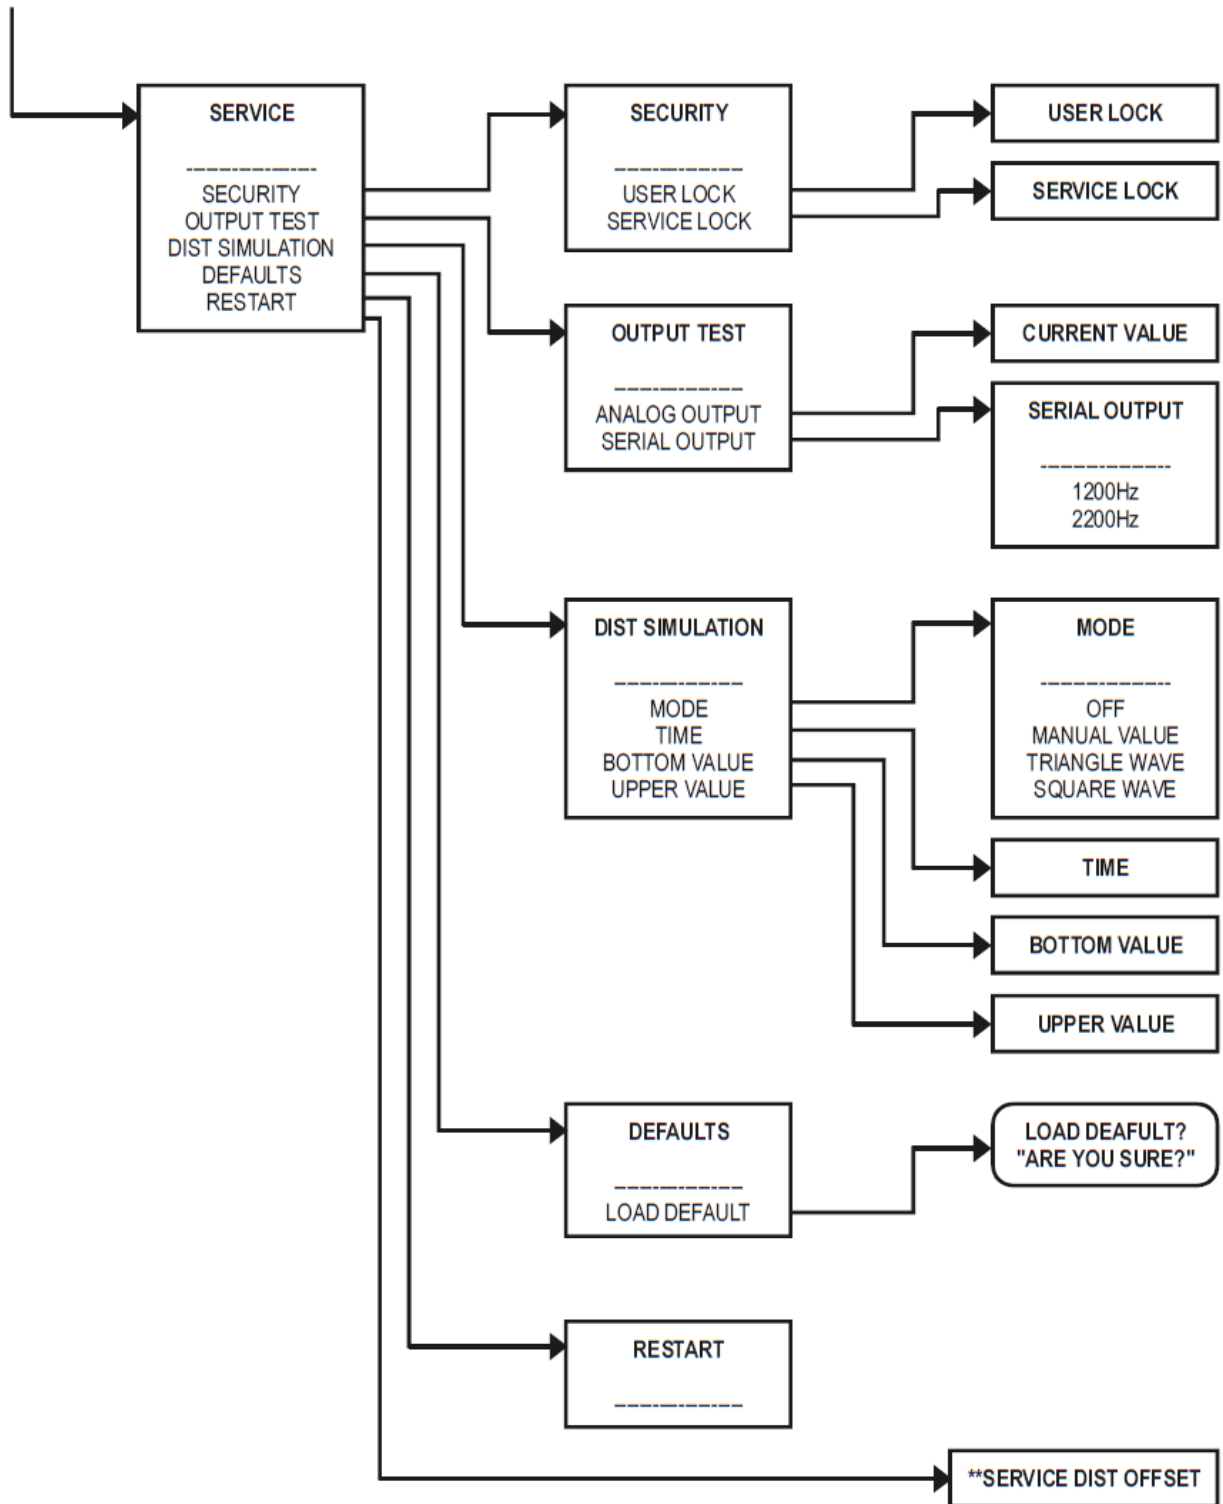 SERVICE
--------------------
SECURITY
OUTPUT TEST
DIST SIMULATION
DEFAULTS
RESTART
SECURITY
--------------------
USER LOCK
SERVICE LOCK
USER LOCK
SERVICE LOCK
OUTPUT TEST
--------------------
ANALOG OUTPUT
SERIAL OUTPUT
CURRENT VALUE
SERIAL OUTPUT
--------------------
1200Hz
2200Hz
DIST SIMULATION
--------------------
MODE
TIME
BOTTOM VALUE
UPPER VALUE
MODE
--------------------
OFF
MANUAL VALUE
TRIANGLE WAVE
SQUARE WAVE
TIME
BOTTOM VALUE
UPPER VALUE
DEFAULTS
--------------------
LOAD DEFAULT
LOAD DEAFULT?
"ARE YOU SURE?"
RESTART
--------------------
**SERVICE DIST OFFSET